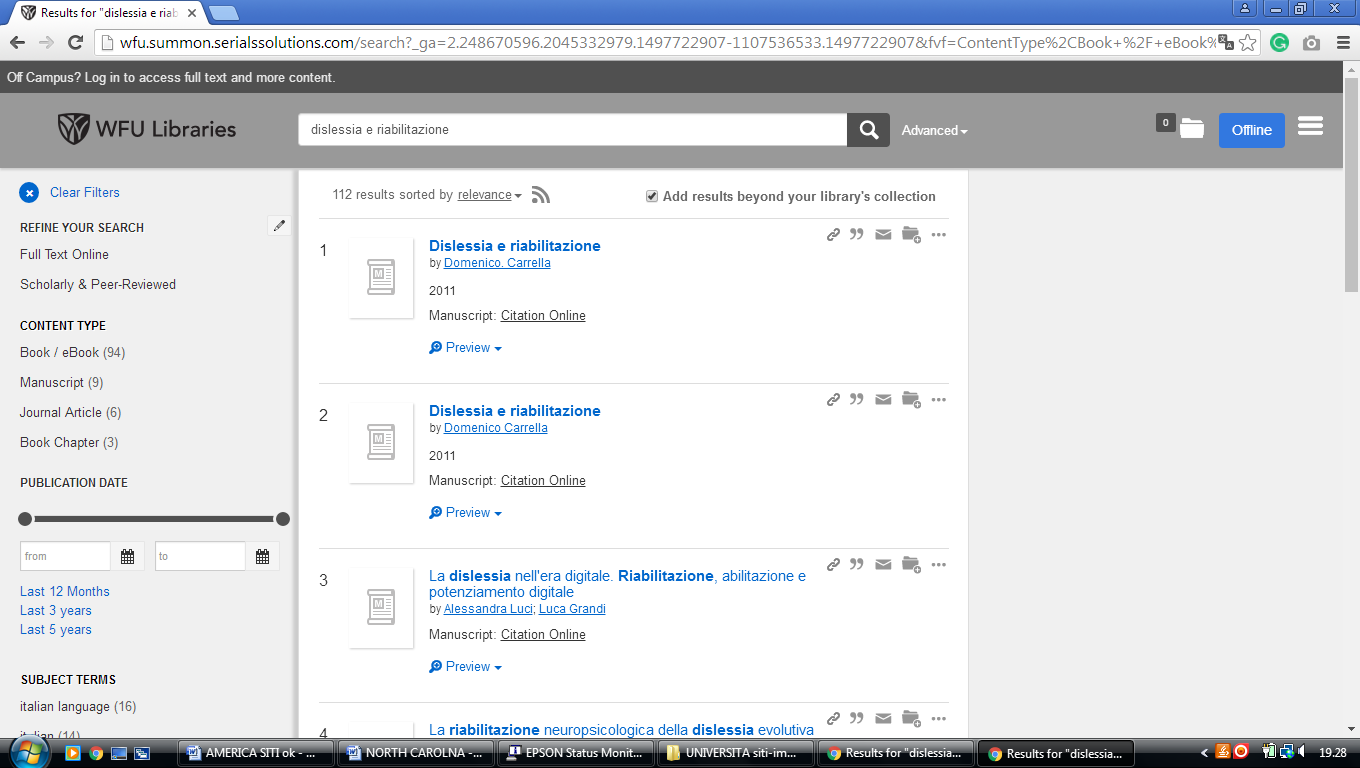 Results for "dislessia e riab
wfu.summon.serialssolutions.com/search?_ga=2.248670596.2045332979.1497722907-1107536533.1497722907&fvf=ContentType%2CBook+%2F+eBook%
Off Campus? Log in to access full text and more content.
WFU Libraries
dislessia e riabilitazione
Advanced
0
Offline
Clear Filters
REFINE YOUR SEARCH
Full Text Online
Scholarly & Peer-Reviewed
CONTENT TYPE
Book / eBook (94)
Manuscript (9)
Journal Article (6)
Book Chapter (3)
PUBLICATION DATE
from
to
Last 12 Months
Last 3 years
Last 5 years
SUBJECT TERMS
italian language (16)
italian (14)
112 results sorted by relevance
Add results beyond your library's collection
1
Dislessia e riabilitazione
by Domenico. Carrella
2011
Manuscript: Citation Online
Preview
2
Dislessia e riabilitazione
by Domenico Carrella
2011
Manuscript: Citation Online
Preview
3
La dislessia nell'era digitale. Riabilitazione, abilitazione e
potenziamento digitale
by Alessandra Luci; Luca Grandi
Manuscript: Citation Online
Preview
4
La riabilitazione neuropsicologica della dislessia evolutiva
AMERICA SITI ok - ...
NORTH CAROLNA -...
EPSON Status Monit...
UNIVERSITA siti-im...
Results for "dislessia...
Results for "dislessia...
19.28